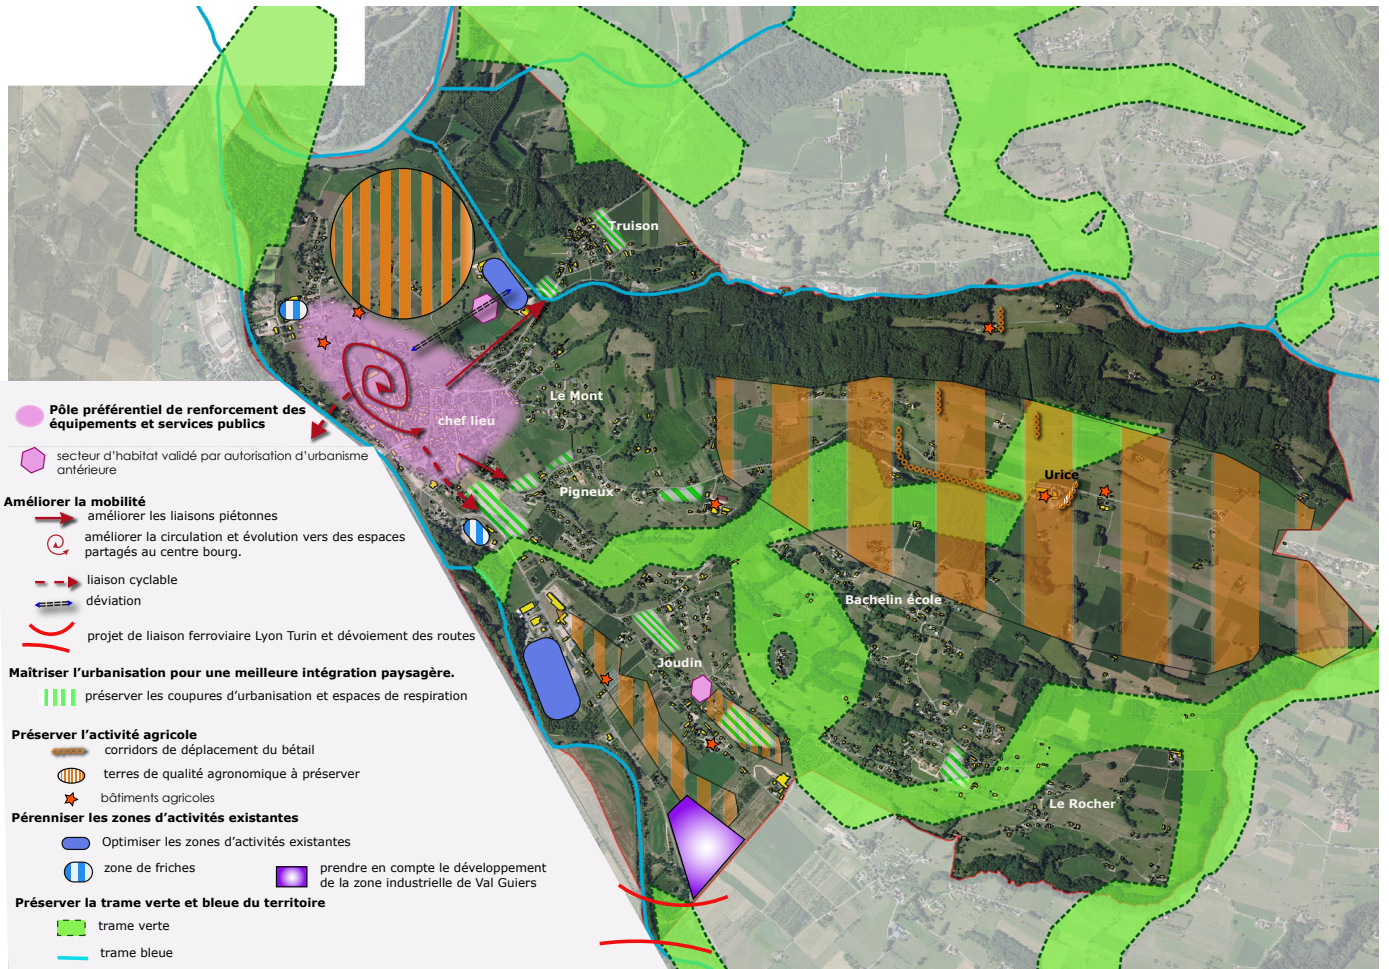 Truison
Le Mont
chef lieu
Pigneux
Urice
Bachelin école
Joudin
Le Rocher
Pôle préférentiel de renforcement des
équipements et services publics
secteur d'habitat validé par autorisation d'urbanisme
antérieure
Améliorer la mobilité
améliorer les liaisons piétonnes
améliorer la circulation et évolution vers des espaces
partagés au centre bourg.
liaison cyclable
déviation
projet de liaison ferroviaire Lyon Turin et dévoiement des routes
Maîtriser l'urbanisation pour une meilleure intégration paysagère.
préserver les coupures d'urbanisation et espaces de respiration
Préserver l'activité agricole
corridors de déplacement du bétail
terres de qualité agronomique à préserver
bâtiments agricoles
Pérenniser les zones d'activités existantes
Optimiser les zones d'activités existantes
zone de friches
prendre en compte le développement
de la zone industrielle de Val Guiers
Préserver la trame verte et bleue du territoire
trame verte
trame bleue